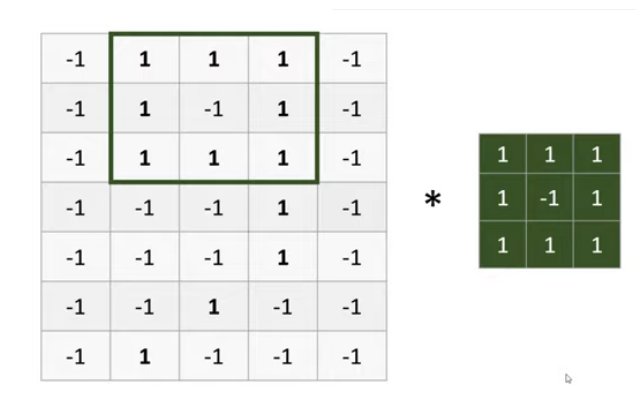 -1 1 1 1 -1
-1 1 -1 1 -1
-1 1 1 1 -1
-1 -1 -1 1 -1
-1 -1 -1 1 -1
-1 -1 1 -1 -1
-1 1 -1 -1 -1
*
1 1 1
1 -1 1
1 1 1